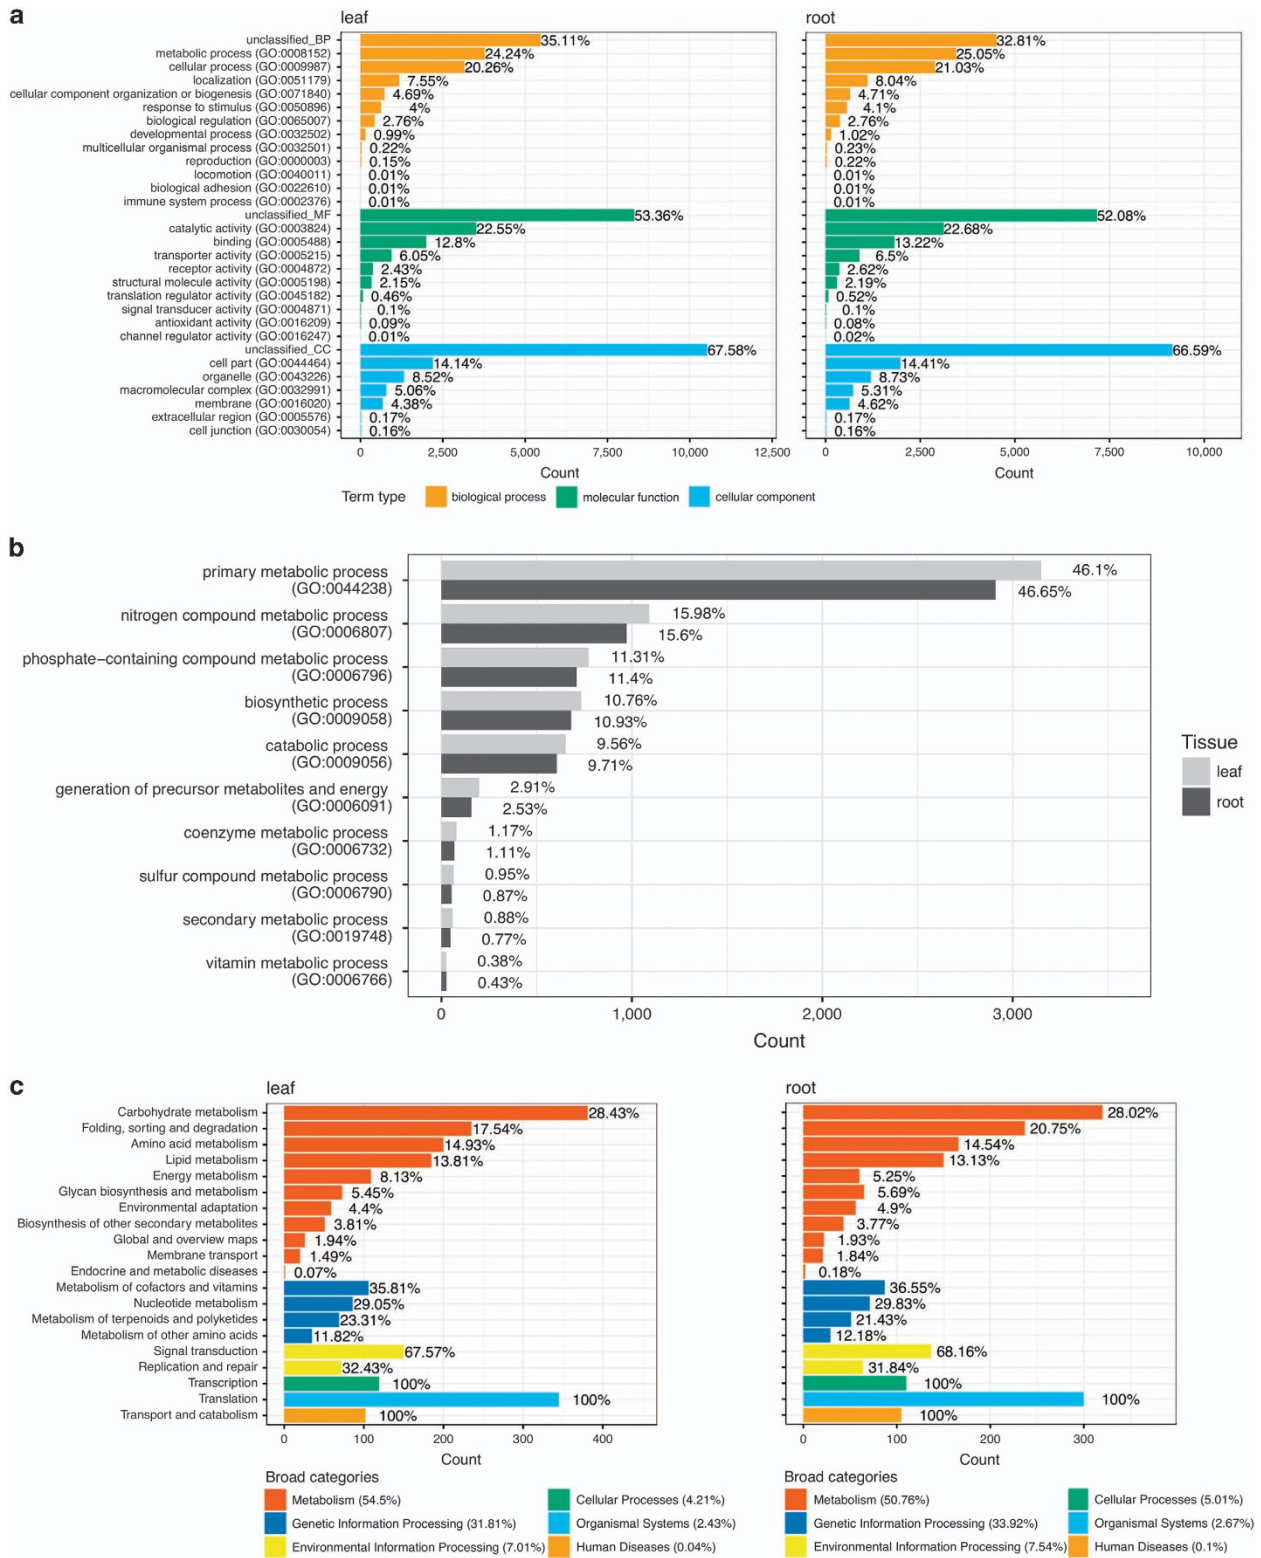 a
leaf
root
unclassified_BP 35.11% 32.81%
metabolic process (GO:0008152) 24.24% 25.05%
cellular process (GO:0009987) 20.26% 21.03%
localization (GO:0051179) 7.55% 8.04%
cellular component organization or biogenesis (GO:0071840) 4.69% 4.71%
response to stimulus (GO:0050896) 4% 4.1%
biological regulation (GO:0065007) 2.76% 2.76%
developmental process (GO:0032502) 0.99% 1.02%
multicellular organismal process (GO:0032501) 0.22% 0.23%
reproduction (GO:0000003) 0.15% 0.22%
locomotion (GO:0040011) 0.01% 0.01%
biological adhesion (GO:0022610) 0.01% 0.01%
immune system process (GO:0002376) 0.01% 0.01%
unclassified_MF 53.36% 52.08%
catalytic activity (GO:0003824) 22.55% 22.68%
binding (GO:0005488) 12.8% 13.22%
transporter activity (GO:0005215) 6.05% 6.5%
receptor activity (GO:0004872) 2.43% 2.62%
structural molecule activity (GO:0005198) 2.15% 2.19%
translation regulator activity (GO:0045182) 0.46% 0.52%
signal transducer activity (GO:0004871) 0.1% 0.1%
antioxidant activity (GO:0016209) 0.09% 0.08%
channel regulator activity (GO:0016247) 0.01% 0.02%
unclassified_CC 67.58% 66.59%
cell part (GO:0044464) 14.14% 14.41%
organelle (GO:0043226) 8.52% 8.73%
macromolecular complex (GO:0032991) 5.06% 5.31%
membrane (GO:0016020) 4.38% 4.62%
extracellular region (GO:0005576) 0.17% 0.17%
cell junction (GO:0030054) 0.16% 0.16%
0 2,500 5,000 7,500 10,000 12,500 0 2,500 5,000 7,500 10,000
Count Count
Term type biological process molecular function cellular component
b
primary metabolic process 46.1%
(GO:0044238) 46.65%
nitrogen compound metabolic process 15.98%
(GO:0006807) 15.6%
phosphate−containing compound metabolic process 11.31%
(GO:0006796) 11.4%
biosynthetic process 10.76%
(GO:0009058) 10.93%
catabolic process 9.56%
(GO:0009056) 9.71%
generation of precursor metabolites and energy 2.91%
(GO:0006091) 2.53%
coenzyme metabolic process 1.17%
(GO:0006732) 1.11%
sulfur compound metabolic process 0.95%
(GO:0006790) 0.87%
secondary metabolic process 0.88%
(GO:0019748) 0.77%
vitamin metabolic process 0.38%
(GO:0006766) 0.43%
0 1,000 2,000 3,000
Count
Tissue
leaf
root
c
leaf
root
Carbohydrate metabolism 28.43% 28.02%
Folding, sorting and degradation 17.54% 20.75%
Amino acid metabolism 14.93% 14.54%
Lipid metabolism 13.81% 13.13%
Energy metabolism 8.13% 5.25%
Glycan biosynthesis and metabolism 5.45% 5.69%
Environmental adaptation 4.4% 4.9%
Biosynthesis of other secondary metabolites 3.81% 3.77%
Global and overview maps 1.94% 1.93%
Membrane transport 1.49% 1.84%
Endocrine and metabolic diseases 0.07% 0.18%
Metabolism of cofactors and vitamins 35.81% 36.55%
Nucleotide metabolism 29.05% 29.83%
Metabolism of terpenoids and polyketides 23.31% 21.43%
Metabolism of other amino acids 11.82% 12.18%
Signal transduction 67.57% 68.16%
Replication and repair 32.43% 31.84%
Transcription 100% 100%
Translation 100% 100%
Transport and catabolism 100% 100%
0 100 200 300 400 0 100 200 300
Count Count
Broad categories Broad categories
Metabolism (54.5%) Cellular Processes (4.21%) Metabolism (50.76%) Cellular Processes (5.01%)
Genetic Information Processing (31.81%) Organismal Systems (2.43%) Genetic Information Processing (33.92%) Organismal Systems (2.67%)
Environmental Information Processing (7.01%) Human Diseases (0.04%) Environmental Information Processing (7.54%) Human Diseases (0.1%)